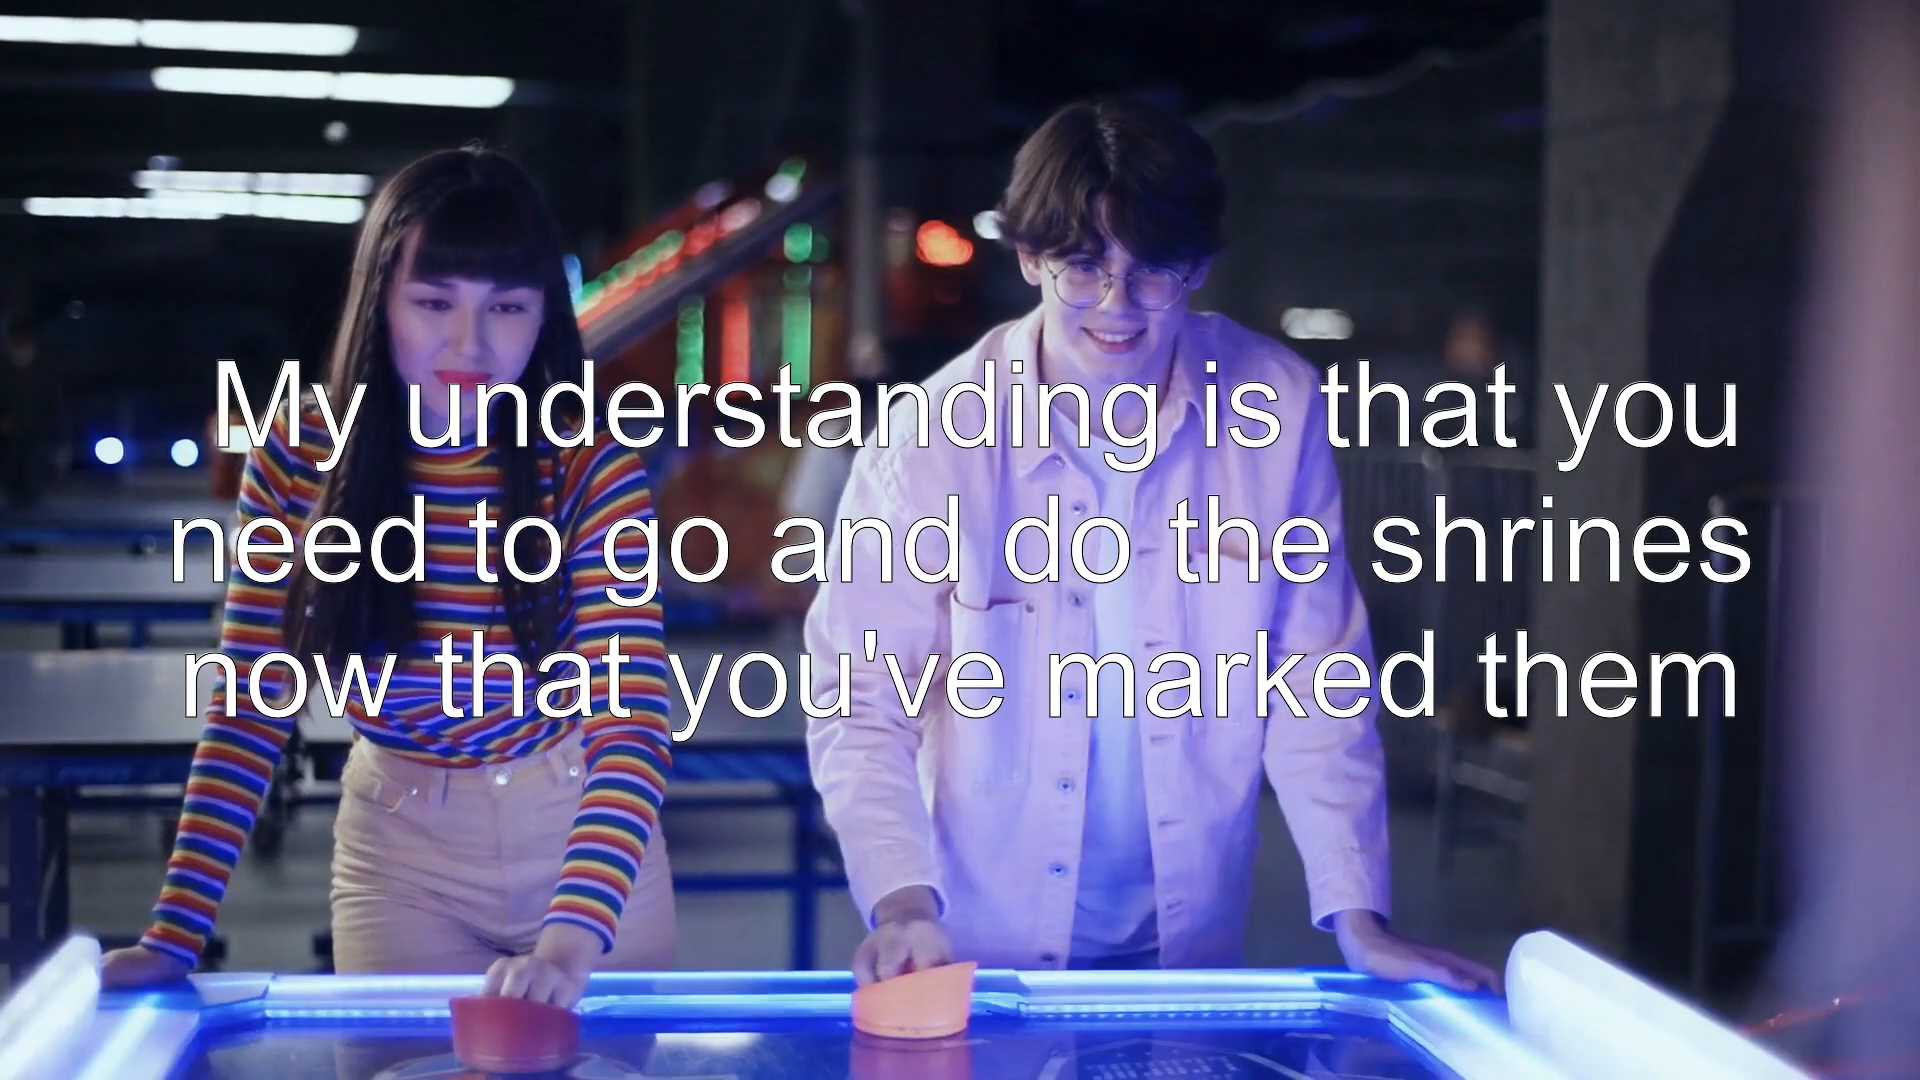 My understanding is that you
need to go and do the shrines
now that you've marked them